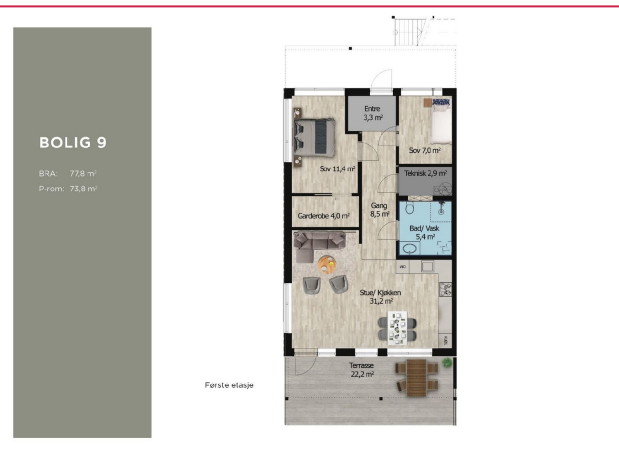 BOLIG 9
BRA: 77,8 m²
P-rom: 73,8 m²
Entre
3,3 m²
Sov 7,0 m²
Sov 11,4 m²
Teknisk 2,9 m²
Gang
8,5 m²
Garderobe 4,0 m²
Bad/ Vask
5,4 m²
Stue/ Kjøkken
31,2 m²
Terrasse
22,2 m²
Første etasje